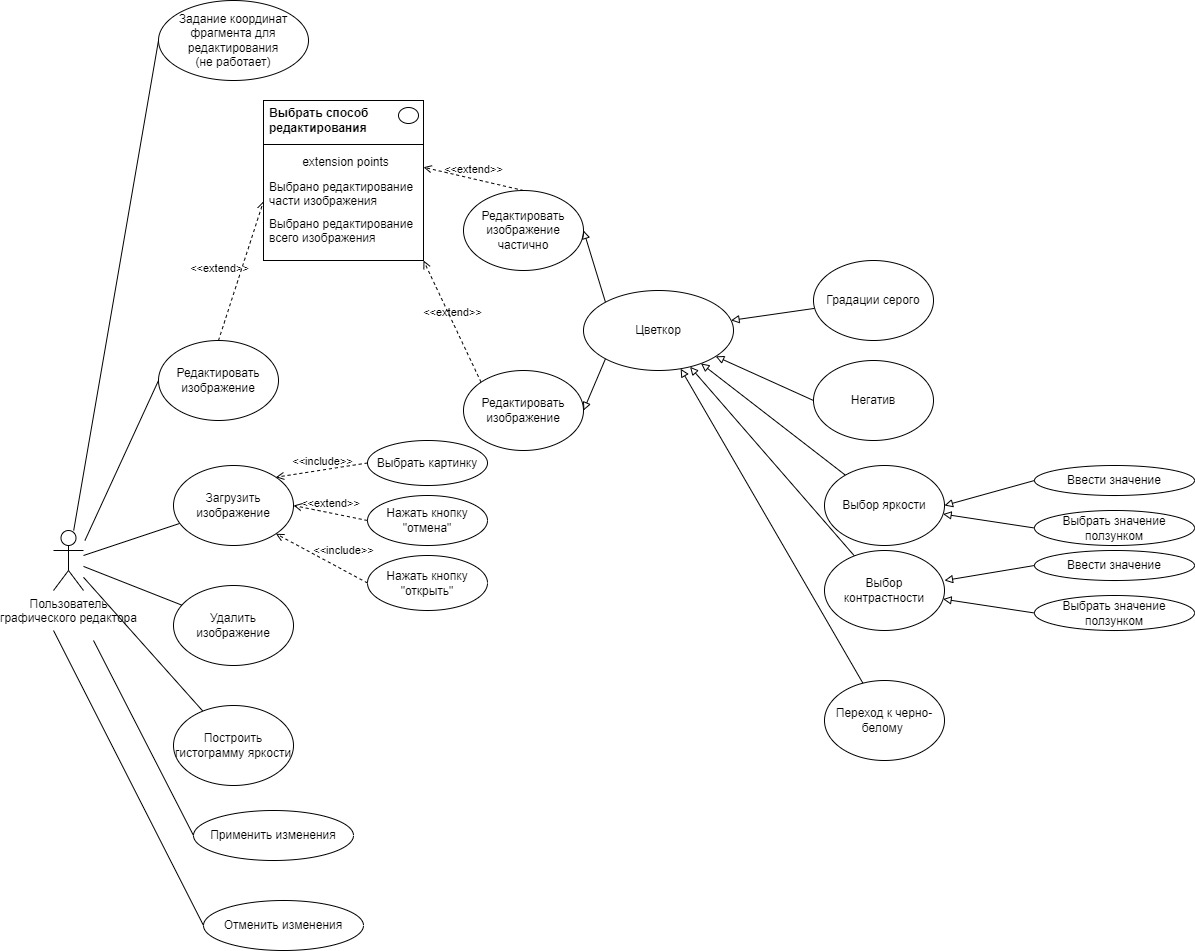 Задание координат
фрагмента для
редактирования
(не работает)
Выбрать способ
редактирования
extension points
Выбрано редактирование
части изображения
Выбрано редактирование
всего изображения
<<extend>>
Редактировать
изображение
частично
<<extend>>
<<extend>>
Цветкор
Градации серого
Редактировать
изображение
Редактировать
изображение
Негатив
<<include>>
Выбрать картинку
Загрузить
изображение
<<extend>>
Нажать кнопку
"отмена"
<<include>>
Нажать кнопку
"открыть"
Выбор яркости
Ввести значение
Выбрать значение
ползунком
Выбор
контрастности
Ввести значение
Выбрать значение
ползунком
Пользователь
графического редактора
Удалить
изображение
Переход к черно-
белому
Построить
гистограмму яркости
Применить изменения
Отменить изменения